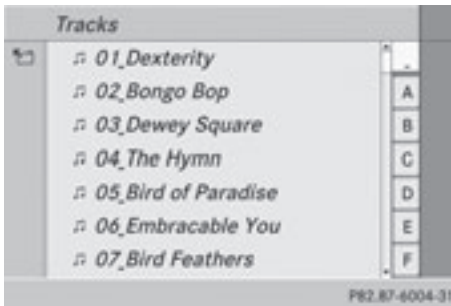 Tracks
♫ 01_Dexterity
♫ 02_Bongo Bop
A
♫ 03_Dewey Square
B
♫ 04_The Hymn
C
♫ 05_Bird of Paradise
D
♫ 06_Embracable You
E
♫ 07_Bird Feathers
F
P82.87-6004-31